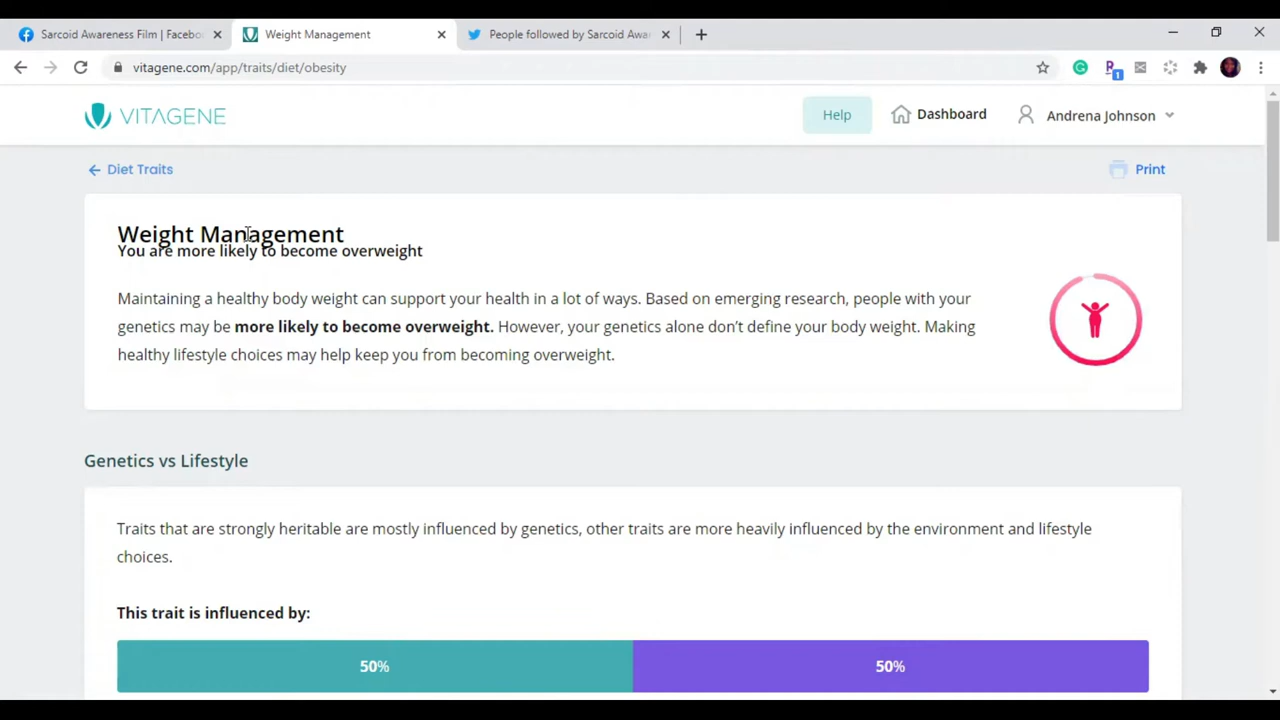 Sarcoid Awareness Film | Facebo
Weight Management
People followed by Sarcoid Awa
vitagene.com/app/traits/diet/obesity
1
VITAGENE
Help
Dashboard
Andrena Johnson
Diet Traits
Print
Weight Management
You are more likely to become overweight
Maintaining a healthy body weight can support your health in a lot of ways. Based on emerging research, people with your
genetics may be more likely to become overweight. However, your genetics alone don’t define your body weight. Making
healthy lifestyle choices may help keep you from becoming overweight.
Genetics vs Lifestyle
Traits that are strongly heritable are mostly influenced by genetics, other traits are more heavily influenced by the environment and lifestyle
choices.
This trait is influenced by:
50%
50%